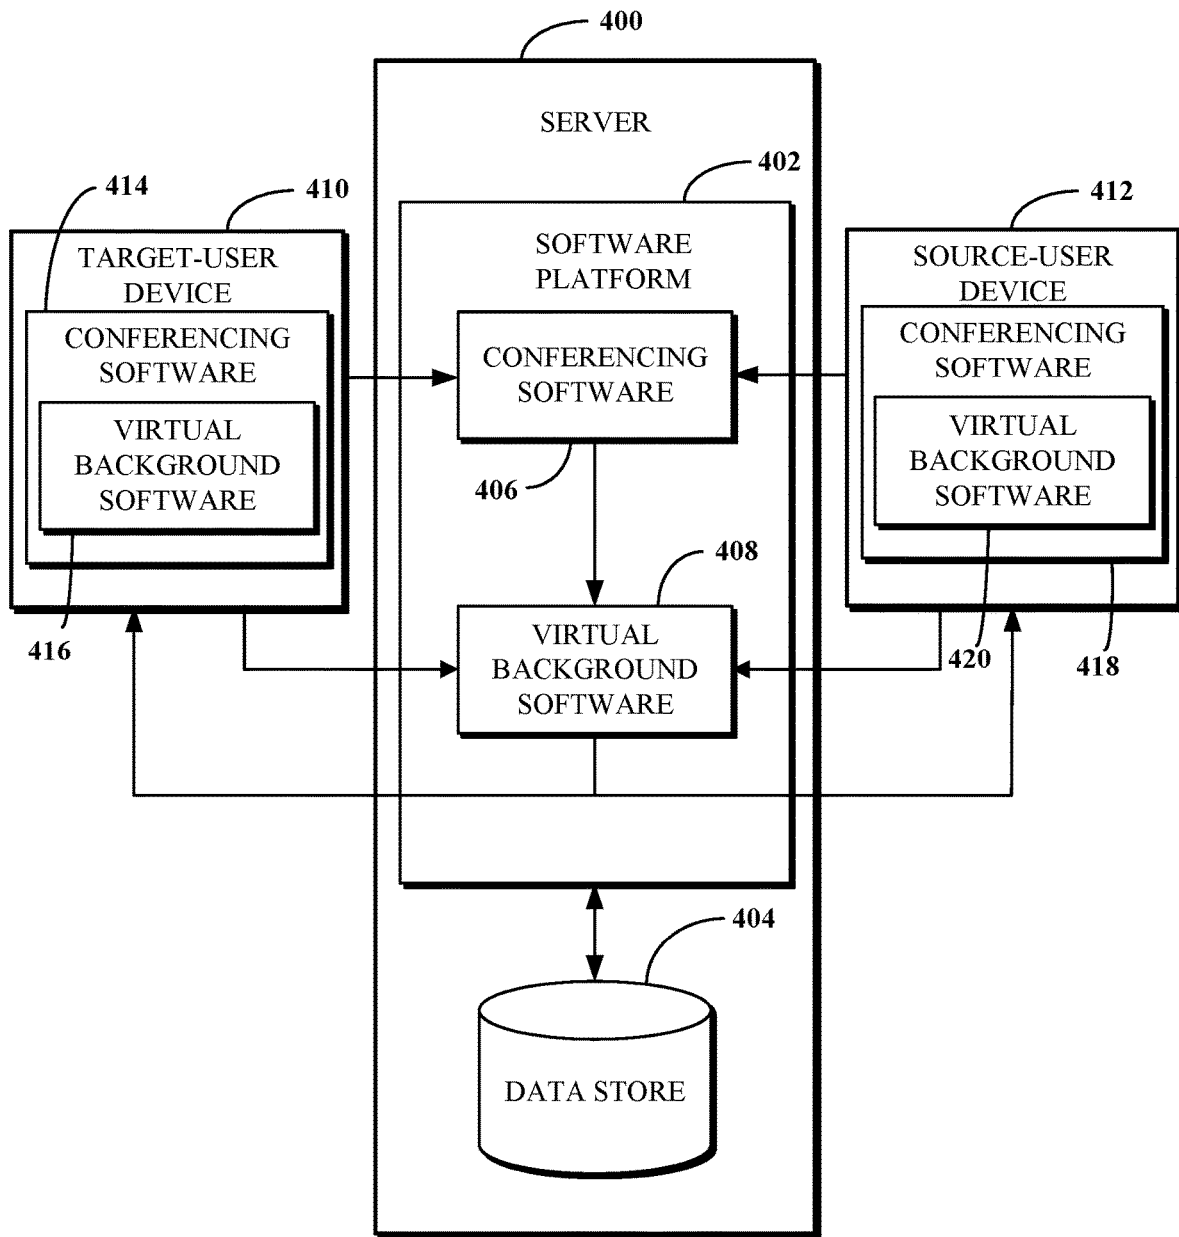 400
SERVER
402
414
410
412
SOFTWARE
PLATFORM
TARGET-USER
DEVICE
SOURCE-USER
DEVICE
CONFERENCING
SOFTWARE
CONFERENCING
SOFTWARE
CONFERENCING
SOFTWARE
VIRTUAL
BACKGROUND
SOFTWARE
VIRTUAL
BACKGROUND
SOFTWARE
406
408
416
VIRTUAL
BACKGROUND
SOFTWARE
420
418
404
DATA STORE